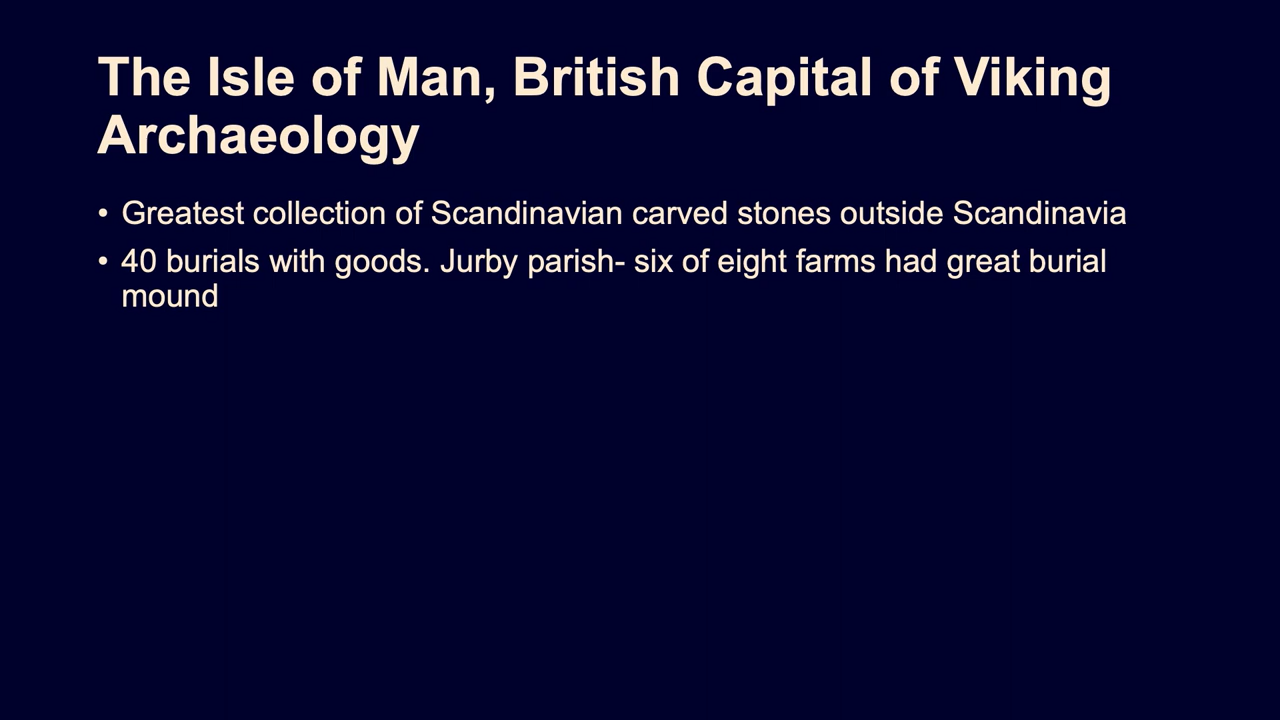 The Isle of Man, British Capital of Viking
Archaeology
• Greatest collection of Scandinavian carved stones outside Scandinavia
• 40 burials with goods. Jurby parish- six of eight farms had great burial
mound